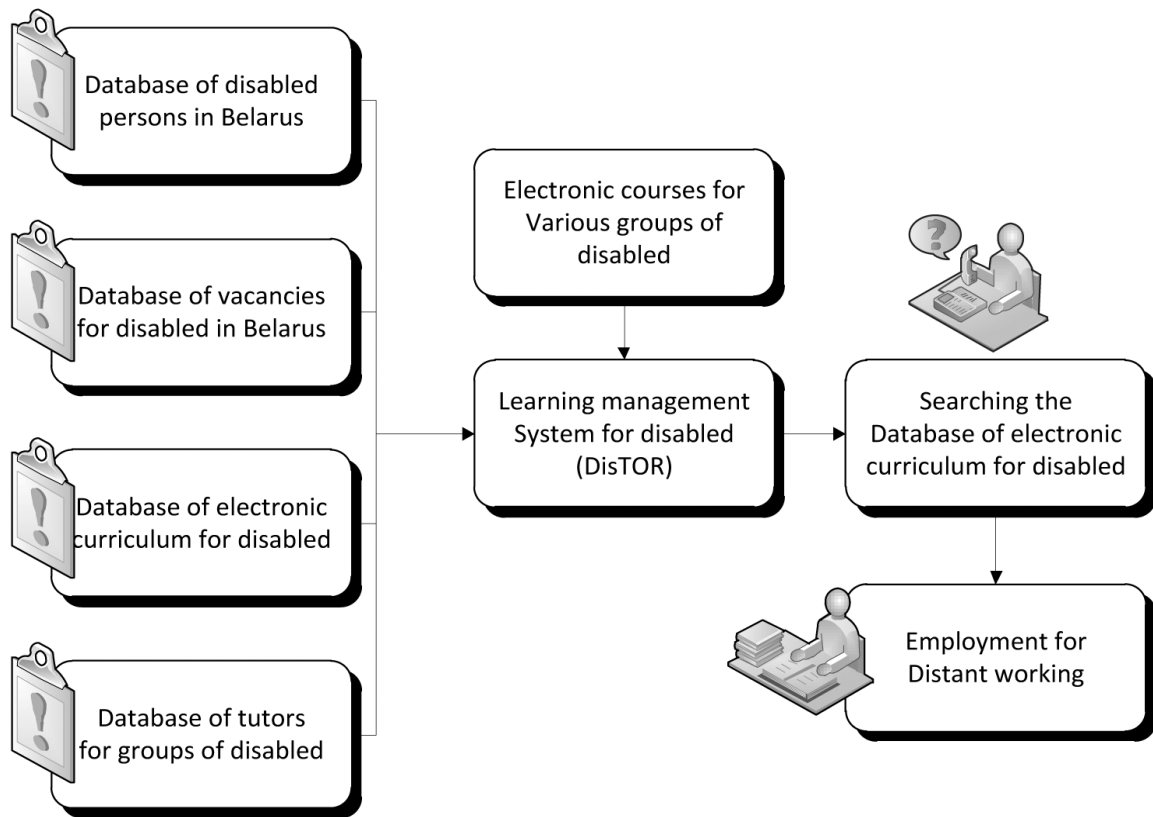 Database of disabled
persons in Belarus
Database of vacancies
for disabled in Belarus
Database of electronic
curriculum for disabled
Database of tutors
for groups of disabled
Electronic courses for
Various groups of
disabled
Learning management
System for disabled
(DisTOR)
?
Searching the
Database of electronic
curriculum for disabled
Employment for
Distant working